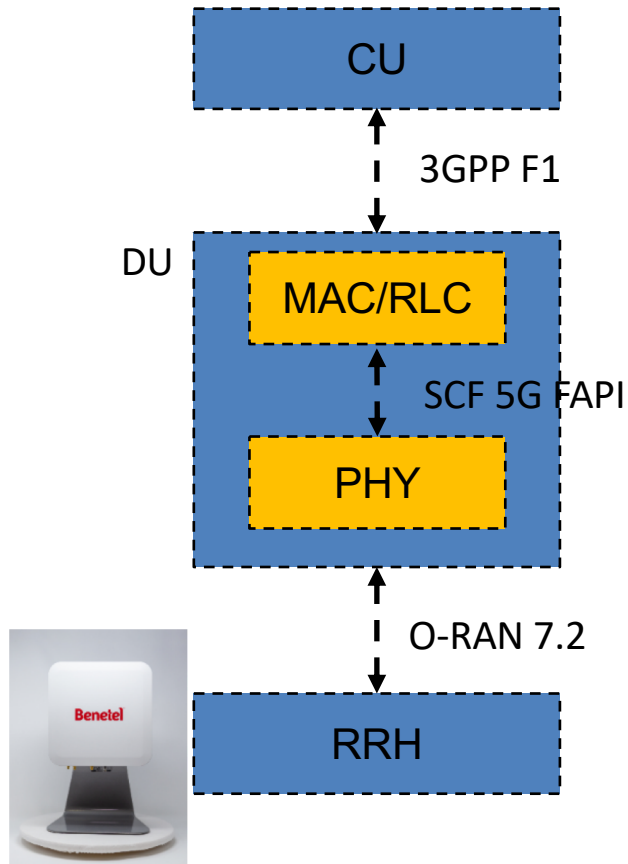 CU
3GPP F1
DU
MAC/RLC
SCF 5G FAPI
PHY
O-RAN 7.2
Benetel
RRH